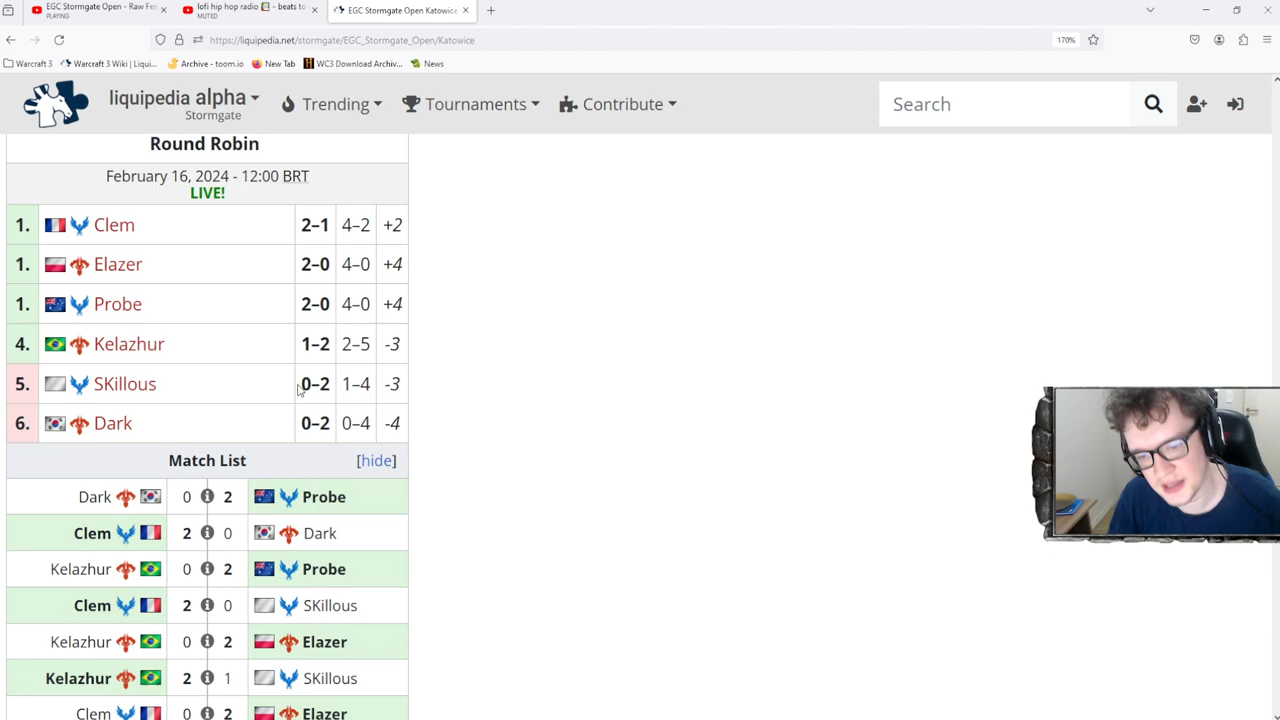 EGC Stormgate Open - Raw Fe
PLAYING
lofi hip hop radio - beats to
MUTED
EGC Stormgate Open Katowice
https://liquipedia.net/stormgate/EGC_Stormgate_Open/Katowice
170%
Warcraft 3
Warcraft 3 Wiki | Liqui...
Archive - toom.io
New Tab
WC3 Download Archiv...
News
liquipedia alpha
Stormgate
Trending
Tournaments
Contribute
Search
Round Robin
February 16, 2024 - 12:00 BRT
LIVE!
1. Clem 2–1 4–2 +2
1. Elazer 2–0 4–0 +4
1. Probe 2–0 4–0 +4
4. Kelazhur 1–2 2–5 -3
5. SKillous 0–2 1–4 -3
6. Dark 0–2 0–4 -4
Match List [hide]
Dark 0 2 Probe
Clem 2 0 Dark
Kelazhur 0 2 Probe
Clem 2 0 SKillous
Kelazhur 0 2 Elazer
Kelazhur 2 1 SKillous
Clem 0 2 Elazer